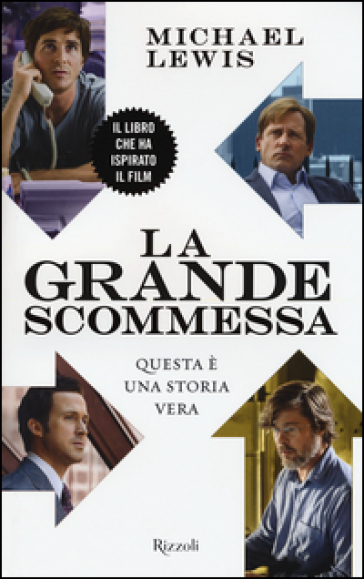 MICHAEL
LEWIS
IL LIBRO
CHE HA
ISPIRATO
IL FILM
LA
GRANDE
SCOMMESSA
QUESTA È
UNA STORIA
VERA
Rizzoli